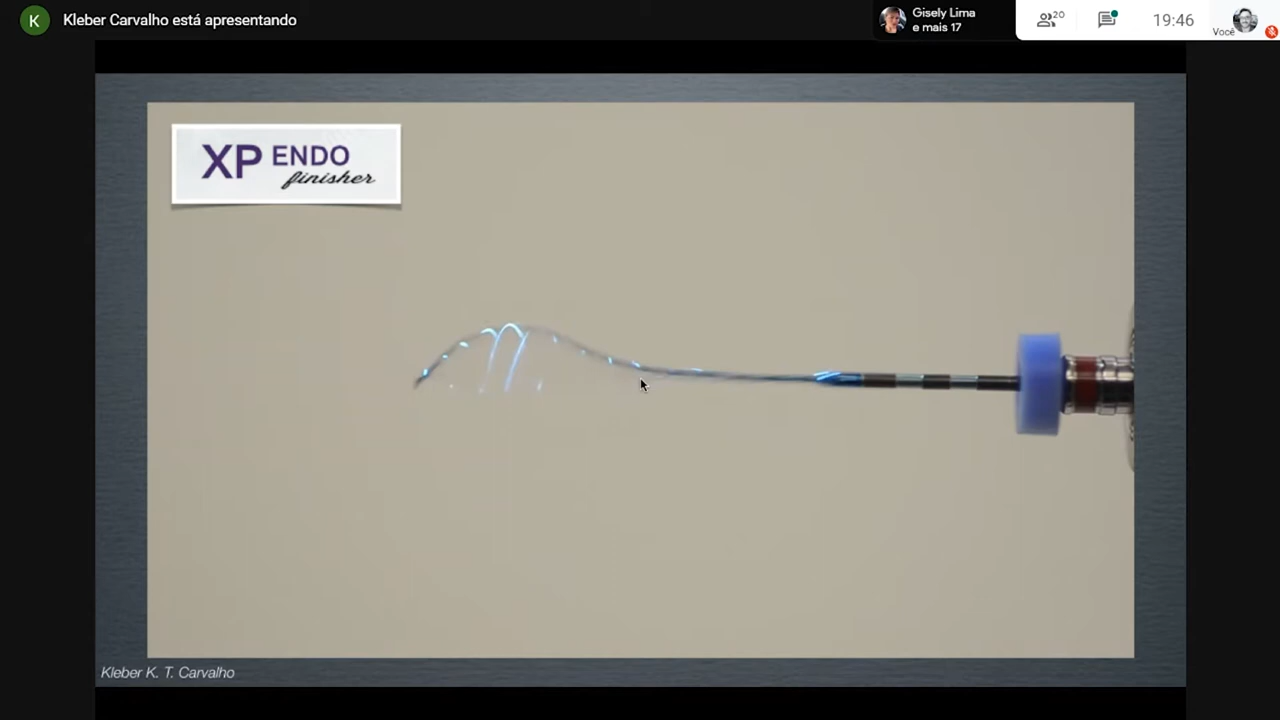 K
Kleber Carvalho está apresentando
Gisely Lima
e mais 17
20
19:46
Você
XP ENDO
finisher
Kleber K. T. Carvalho